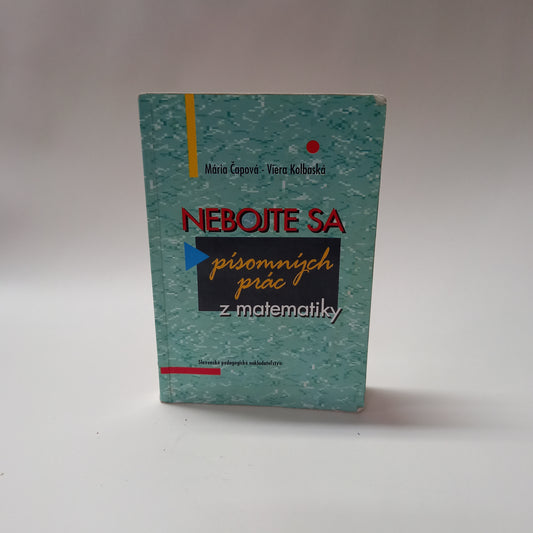 Mária Čapová - Viera Kolbaská
NEBOJTE SA
písomných
prác
z matematiky
Slovenské pedagogické nakladateľstvo